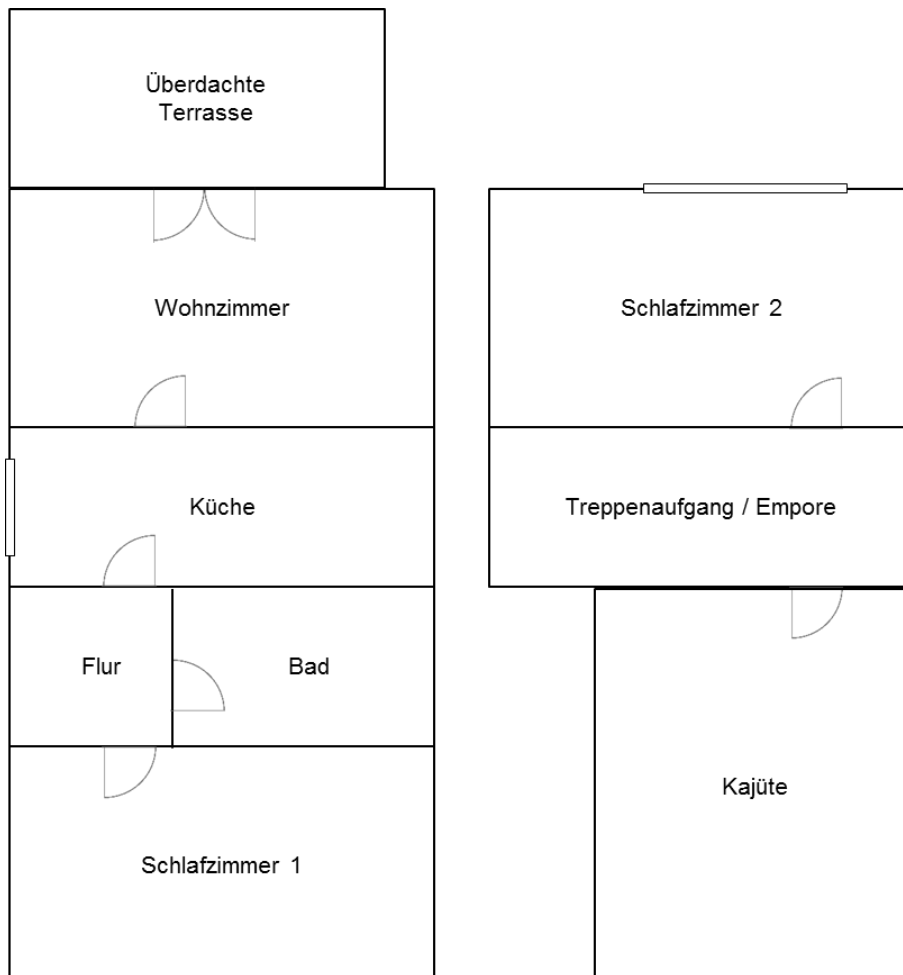 Überdachte
Terrasse
Wohnzimmer
Schlafzimmer 2
Küche
Treppenaufgang / Empore
Flur
Bad
Kajüte
Schlafzimmer 1